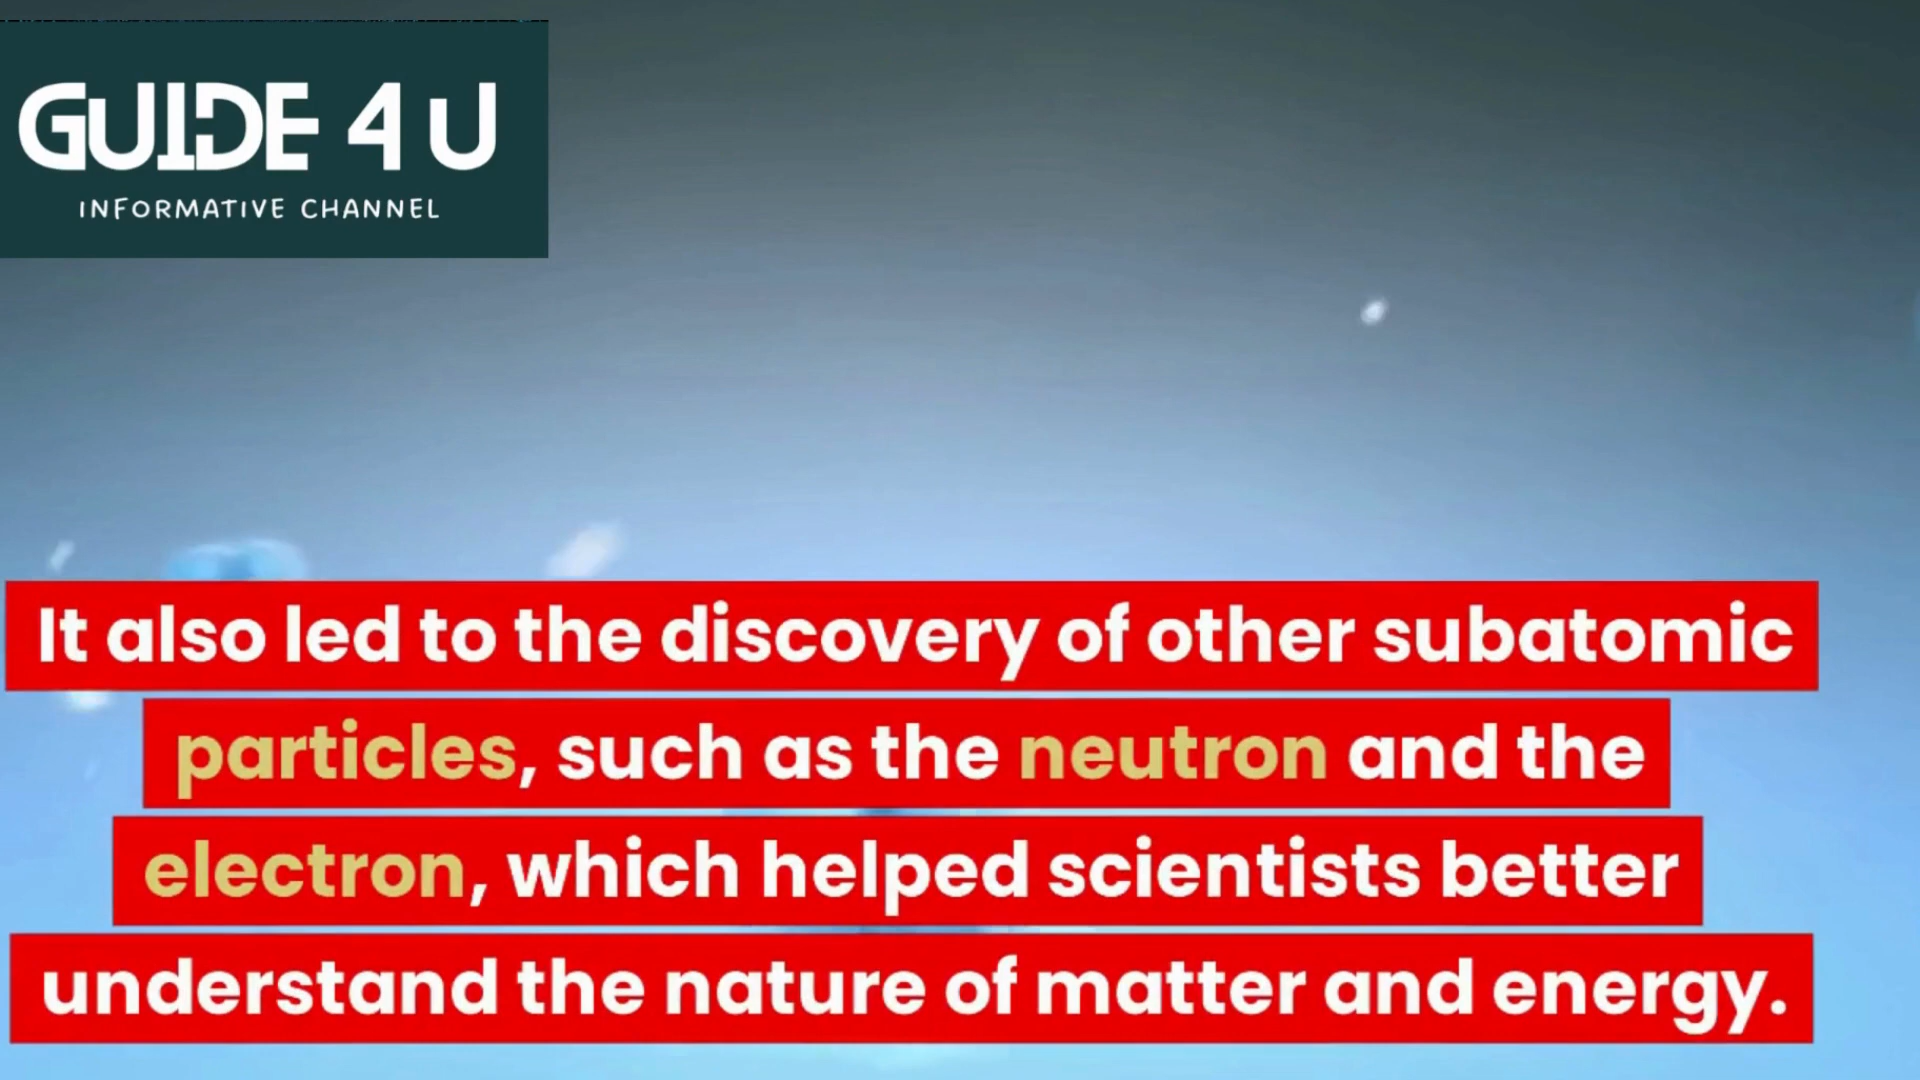 GUIDE 4 U
INFORMATIVE CHANNEL
It also led to the discovery of other subatomic
particles, such as the neutron and the
electron, which helped scientists better
understand the nature of matter and energy.